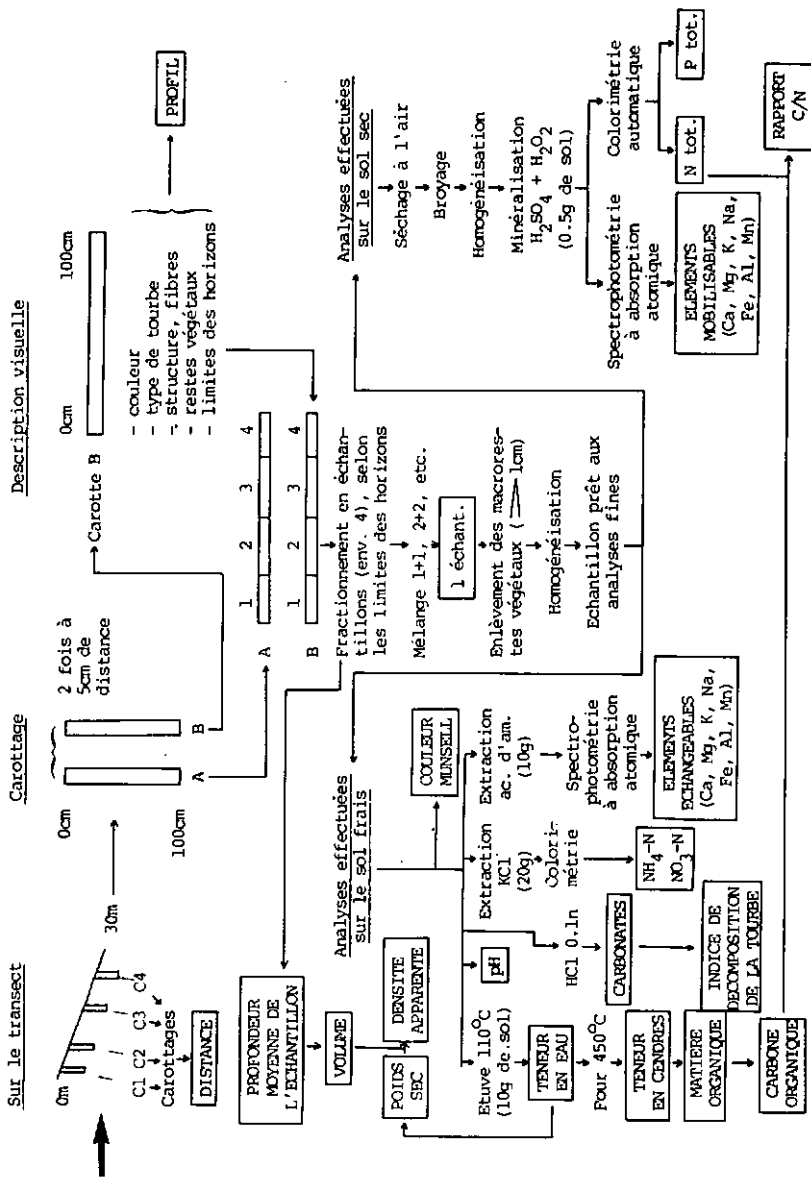 Sur le transect
0m
30m
C1 C2 C3 C4
Carottages
DISTANCE
Carottage
0cm
100cm
A
B
2 fois à
5cm de
distance
Description visuelle
0cm
100cm
Carotte B
- couleur
- type de tourbe
- structure, fibres
- restes végétaux
- limites des horizons
PROFIL
1 2 3 4
A
B
1 2 3 4
Fractionnement en échan-
tillons (env. 4), selon
les limites des horizons
Mélange 1+1, 2+2, etc.
1 échant.
Enlèvement des macrores-
tes végétaux ( > 1cm)
Homogénéisation
Echantillon prêt aux
analyses fines
PROFONDEUR
MOYENNE DE
L'ECHANTILLON
VOLUME
DENSITE
APPARENTE
POIDS
SEC
Analyses effectuées
sur le sol frais
COULEUR
MUNSELL
Etuve 110°C
(10g de.sol)
TENEUR
EN EAU
Pour 450°C
TENEUR
EN CENDRES
MATIERE
ORGANIQUE
CARBONE
ORGANIQUE
pH
HCl 0.1n
CARBONATES
INDICE DE
DECOMPOSITION
DE LA TOURBE
Extraction
KCl
(20g)
Colori-
métrie
NH4-N
NO3-N
Extraction
ac. d'am.
(10g)
Spectro-
photométrie
à absorption
atomique
ELEMENTS
ECHANGEABLES
(Ca, Mg, K, Na,
Fe, Al, Mn)
Analyses effectuées
sur le sol sec
Séchage à l'air
Broyage
Homogénéisation
Minéralisation
H2SO4 + H2O2
(0.5g de sol)
Spectrophotométrie
à absorption
atomique
ELEMENTS
MOBILISABLES
(Ca, Mg, K, Na,
Fe, Al, Mn)
Colorimétrie
automatique
N tot.
P tot.
RAPPORT
C/N